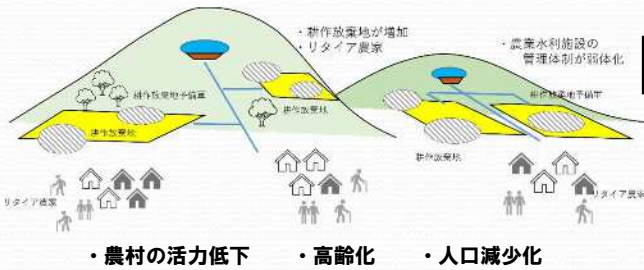 ・耕作放棄地が増加
・リタイア農家
・農業水利施設の
管理体制が弱体化
耕作放棄地予備軍
耕作放棄地
耕作放棄地
耕作放棄地予備軍
耕作放棄地
リタイア農家
リタイア農家
・農村の活力低下 ・高齢化 ・人口減少化